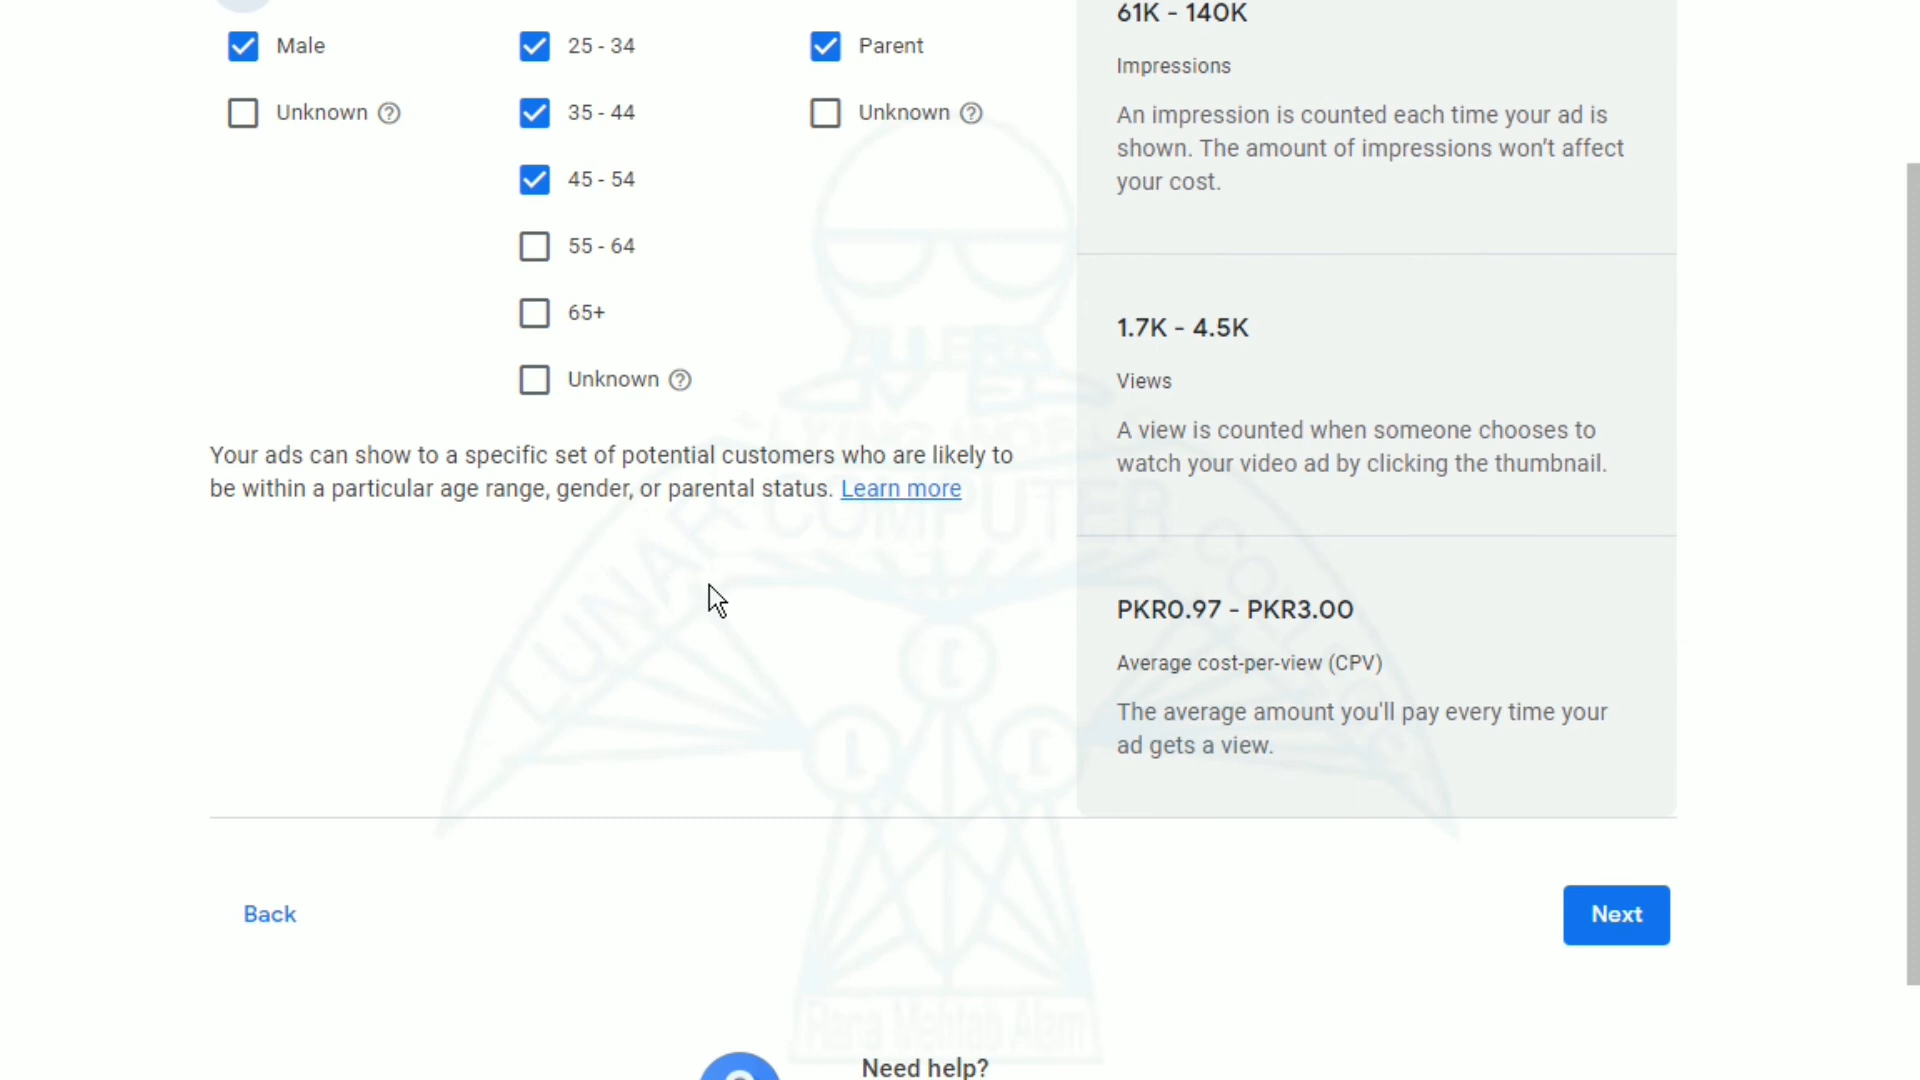 Male
25 - 34
Parent
Unknown
35 - 44
Unknown
45 - 54
55 - 64
65+
Unknown
Your ads can show to a specific set of potential customers who are likely to
be within a particular age range, gender, or parental status. Learn more
61K - 140K
Impressions
An impression is counted each time your ad is
shown. The amount of impressions won't affect
your cost.
1.7K - 4.5K
Views
A view is counted when someone chooses to
watch your video ad by clicking the thumbnail.
PKR0.97 - PKR3.00
Average cost-per-view (CPV)
The average amount you'll pay every time your
ad gets a view.
Back
Next
Need help?
LUNAR
COMPUTER
Rana Mehtab Alam